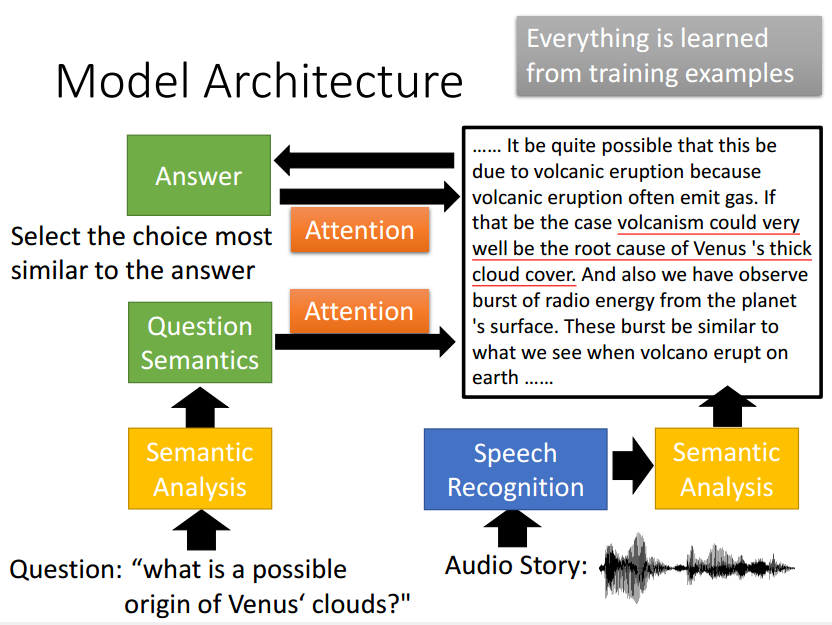 Everything is learned
from training examples
Model Architecture
Answer
Select the choice most
similar to the answer
Attention
Attention
Question
Semantics
Semantic
Analysis
Question: “what is a possible
origin of Venus‘ clouds?"
…… It be quite possible that this be
due to volcanic eruption because
volcanic eruption often emit gas. If
that be the case volcanism could very
well be the root cause of Venus 's thick
cloud cover. And also we have observe
burst of radio energy from the planet
's surface. These burst be similar to
what we see when volcano erupt on
earth ……
Speech
Recognition
Semantic
Analysis
Audio Story: